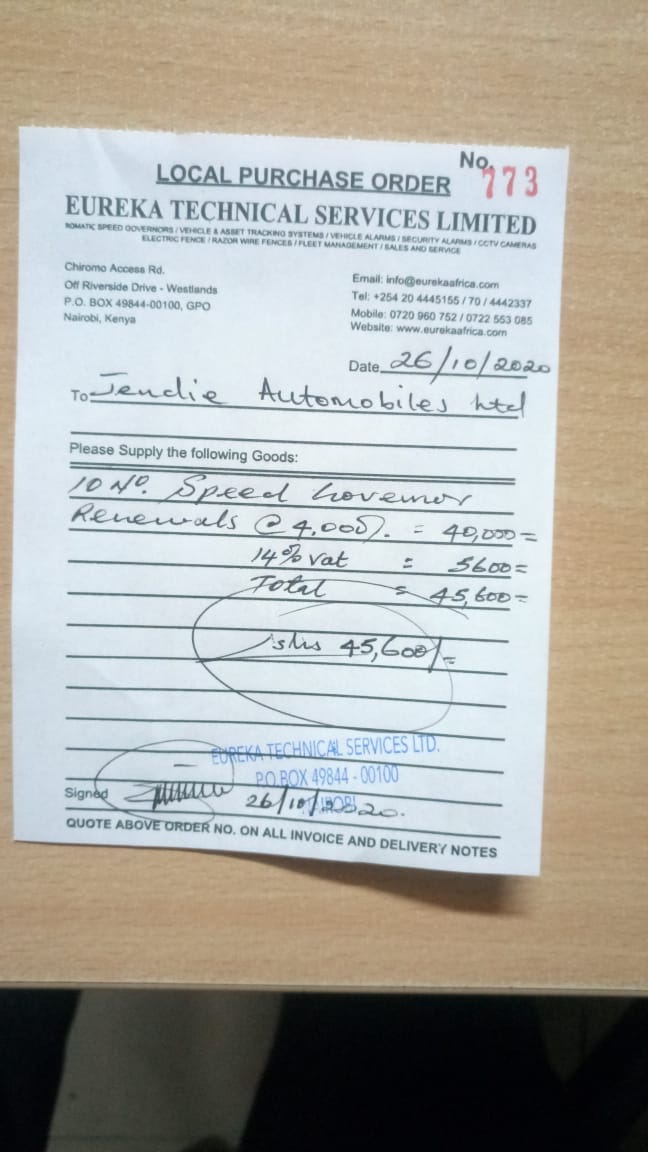 No. 773
LOCAL PURCHASE ORDER
EUREKA TECHNICAL SERVICES LIMITED
ROMATIC SPEED GOVERNORS / VEHICLE & ASSET TRACKING SYSTEMS / VEHICLE ALARMS / SECURITY ALARMS / CCTV CAMERAS
ELECTRIC FENCE / RAZOR WIRE FENCES / FLEET MANAGEMENT / SALES AND SERVICE
Chiromo Access Rd.
Off Riverside Drive - Westlands
P.O. BOX 49844-00100, GPO
Nairobi, Kenya
Email: info@eurekaafrica.com
Tel: +254 20 4445155 / 70 / 4442337
Mobile: 0720 960 752 / 0722 553 085
Website: www.eurekaafrica.com
Date 26/10/2020
To Jendie Automobiles Ltd
Please Supply the following Goods:
10 No. Speed Governor
Renewals @ 4,000/. = 40,000=
14% Vat = 5600=
Total = 45,600=
/shs 45,600/=
EUREKA TECHNICAL SERVICES LTD.
P.O. BOX 49844 - 00100
NAIROBI
Signed 26/10/2020.
QUOTE ABOVE ORDER NO. ON ALL INVOICE AND DELIVERY NOTES